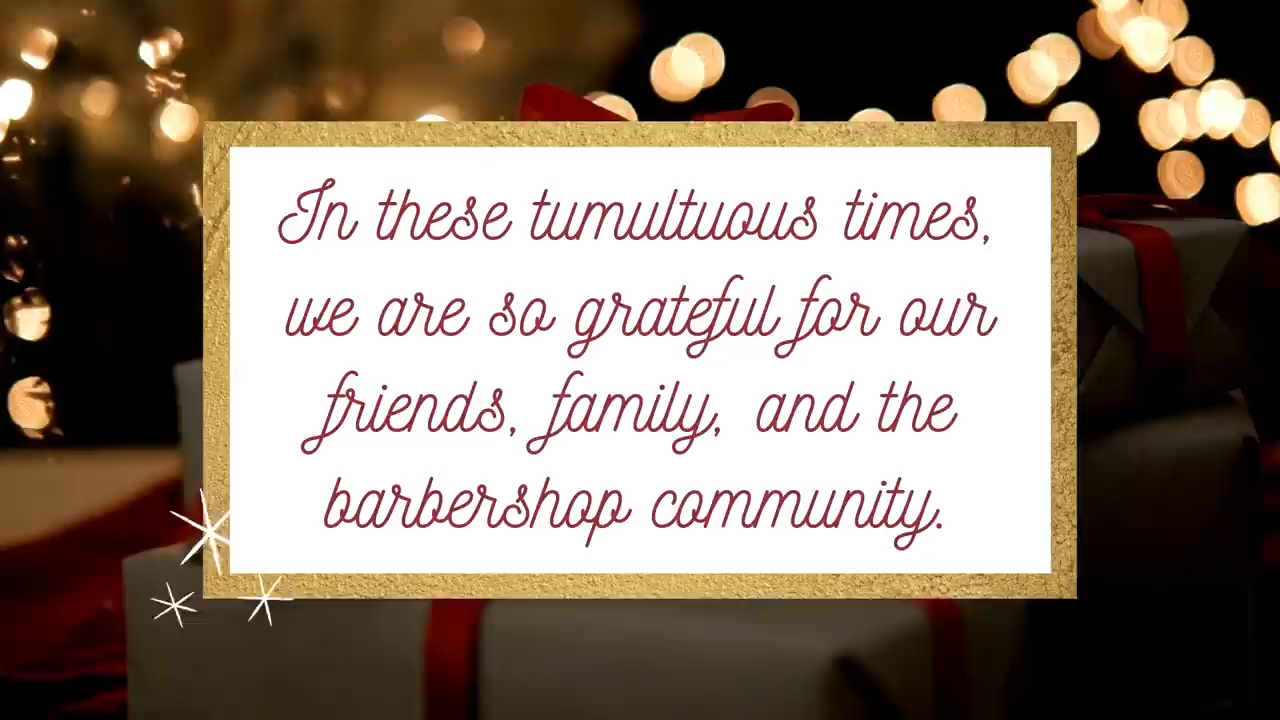 In these tumultuous times,
we are so grateful for our
friends, family, and the
barbershop community.